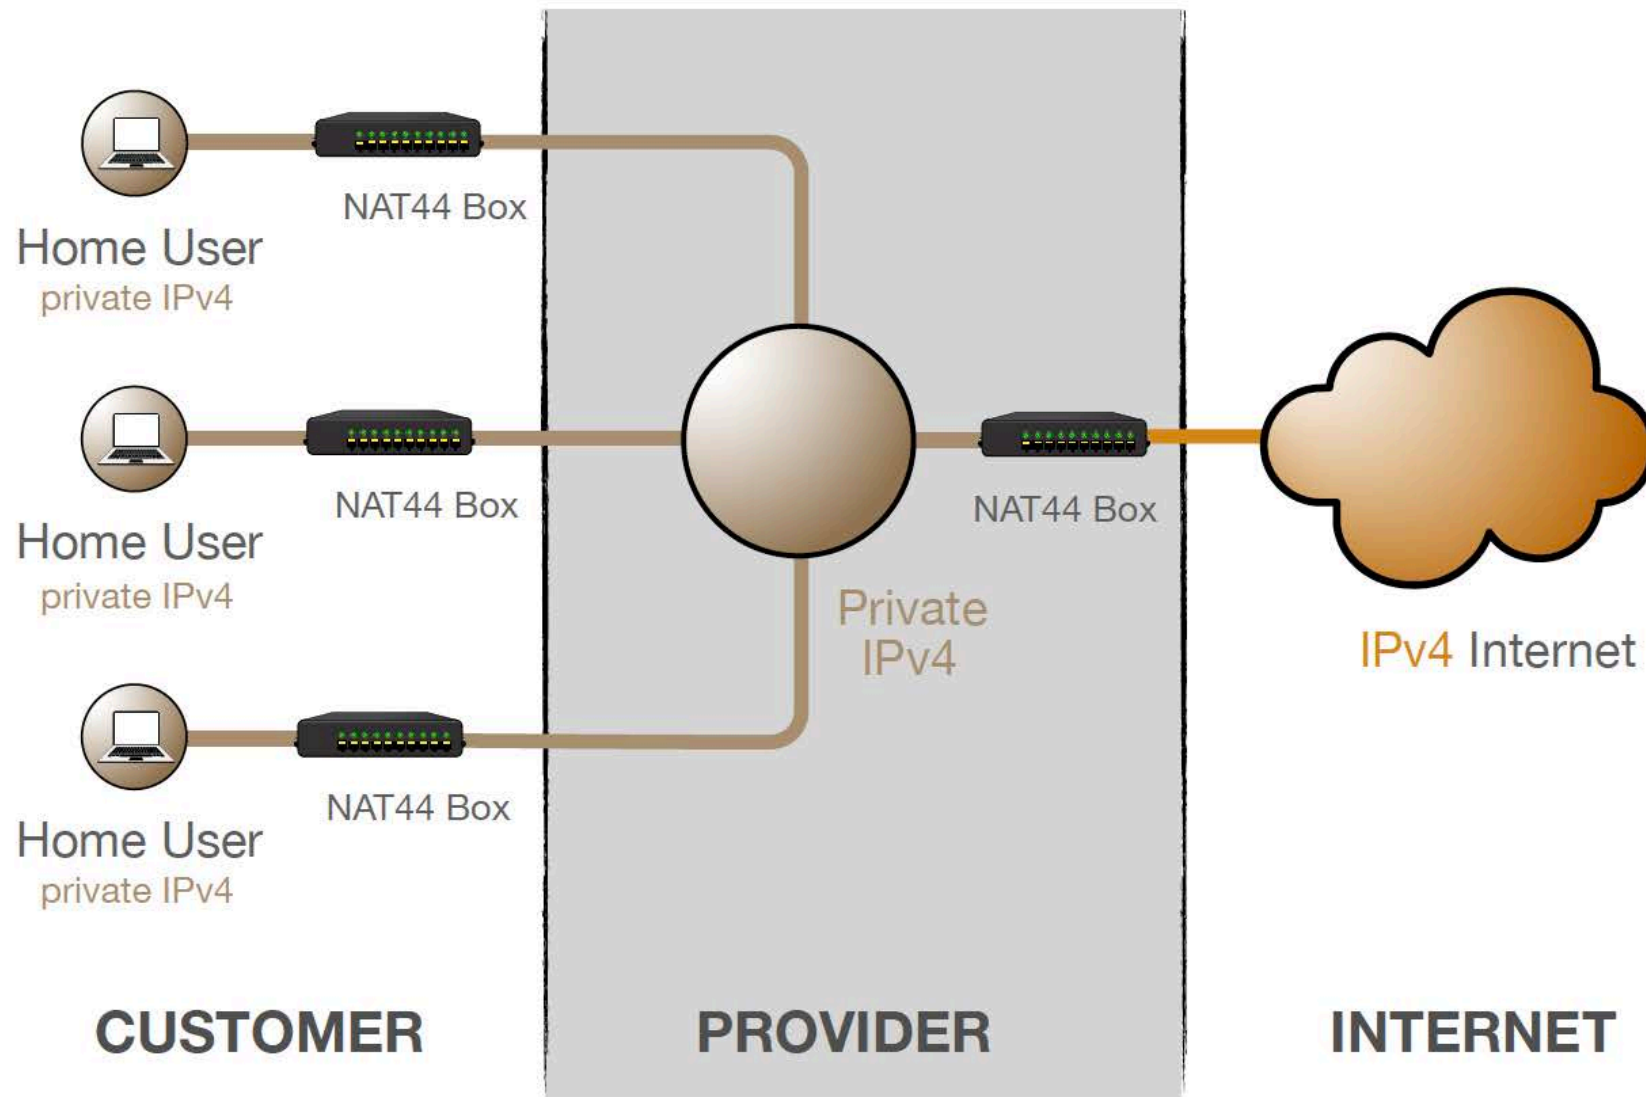 NAT44 Box
Home User
private IPv4
NAT44 Box
NAT44 Box
Home User
private IPv4
Private
IPv4
IPv4 Internet
NAT44 Box
Home User
private IPv4
CUSTOMER
PROVIDER
INTERNET